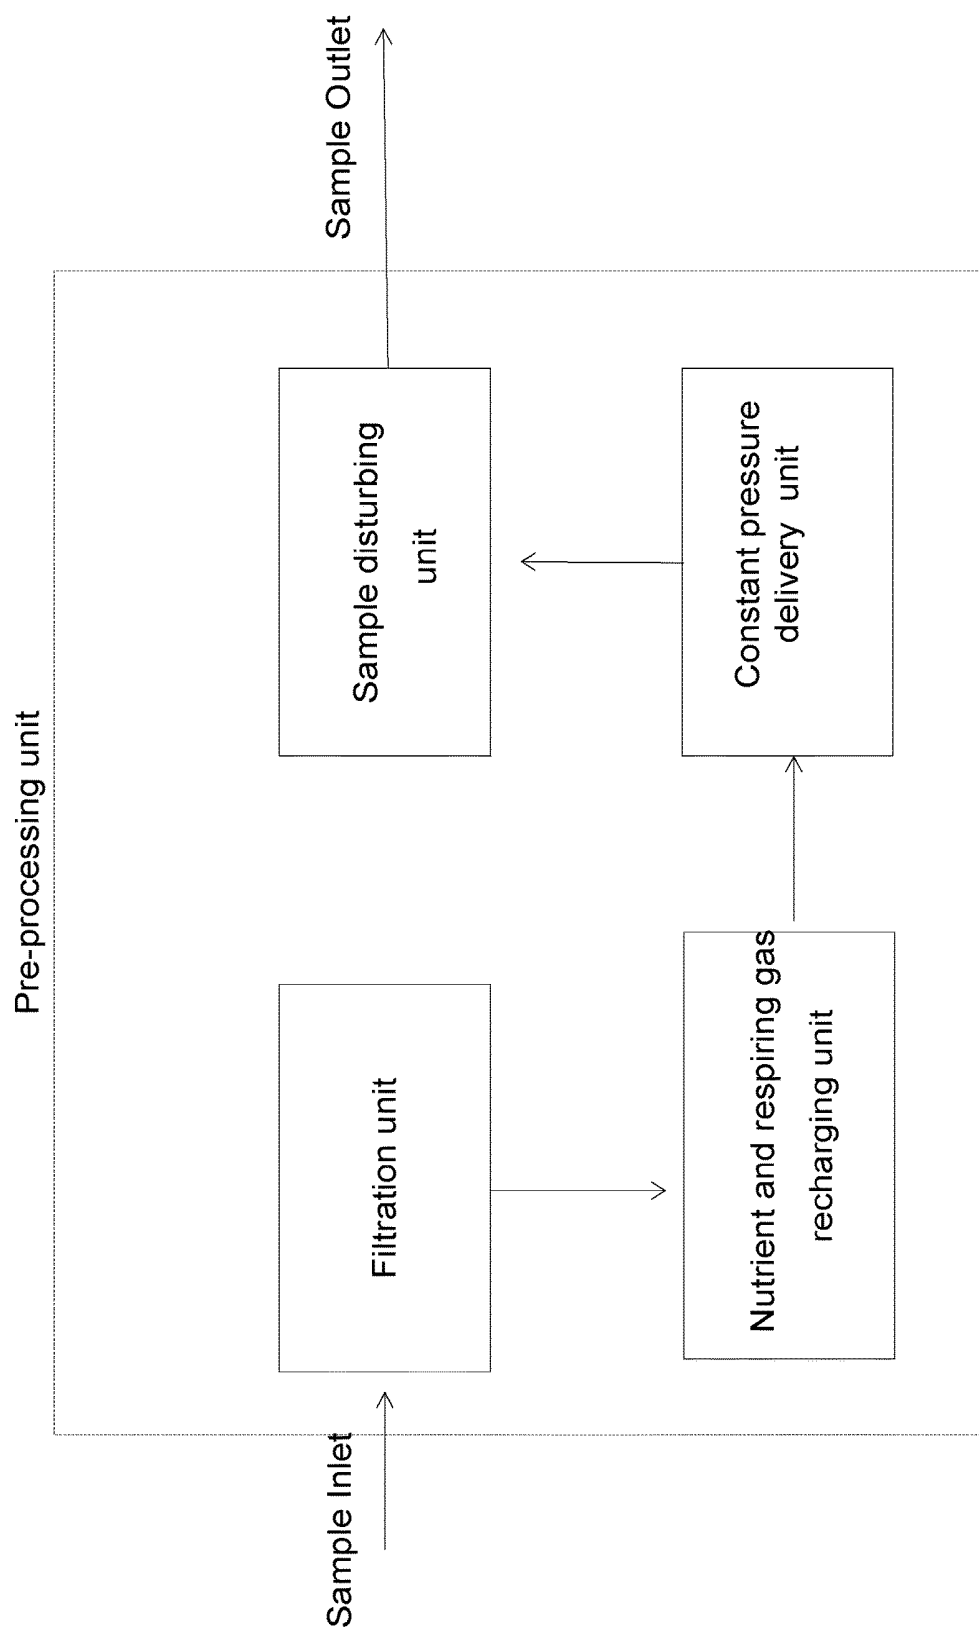 Pre-processing unit
Sample Inlet
Filtration unit
Nutrient and respiring gas
recharging unit
Constant pressure
delivery unit
Sample disturbing
unit
Sample Outlet